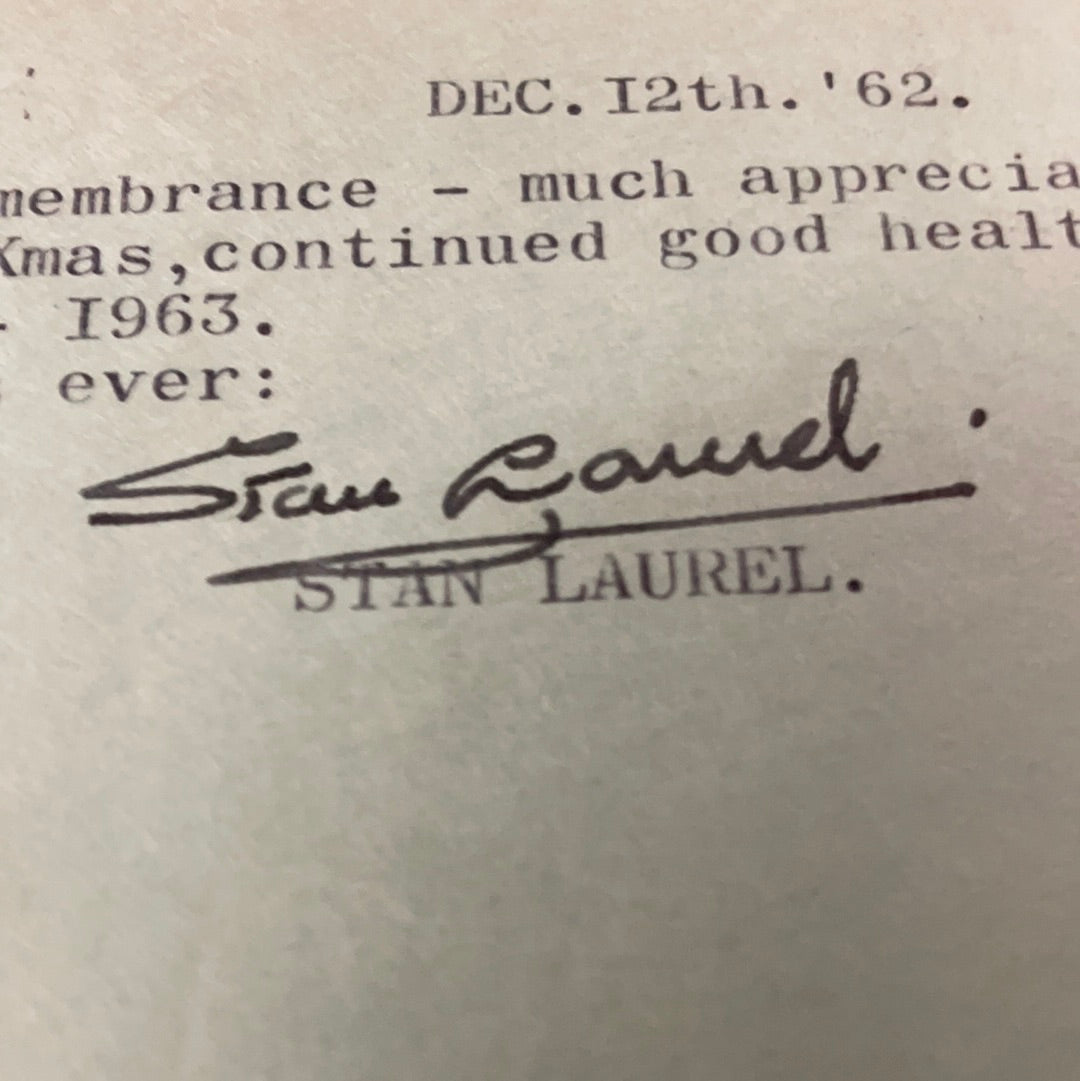 DEC.I2th.'62.
membrance - much apprecia
Xmas,continued good healt
- I963.
ever:
Stan Laurel.
STAN LAUREL.